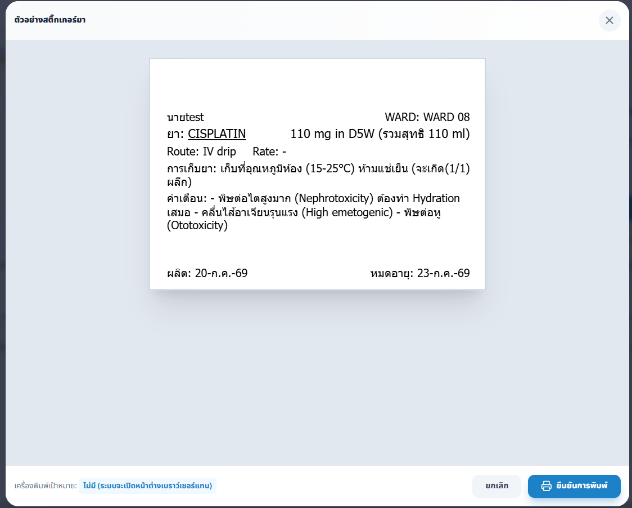 ตัวอย่างสติ๊กเกอร์ยา
นายtest WARD: WARD 08
ยา: CISPLATIN 110 mg in D5W (รวมสุทธิ 110 ml)
Route: IV drip Rate: -
การเก็บยา: เก็บที่อุณหภูมิห้อง (15-25°C) ห้ามแช่เย็น (จะเกิด(1/1)
ผลึก)
คำเตือน: - พิษต่อไตสูงมาก (Nephrotoxicity) ต้องทำ Hydration
เสมอ - คลื่นไส้อาเจียนรุนแรง (High emetogenic) - พิษต่อหู
(Ototoxicity)
ผลิต: 20-ก.ค.-69 หมดอายุ: 23-ก.ค.-69
เครื่องพิมพ์เป้าหมาย: ไม่มี (ระบบจะเปิดหน้าต่างเบราว์เซอร์แทน) ยกเลิก ยืนยันการพิมพ์